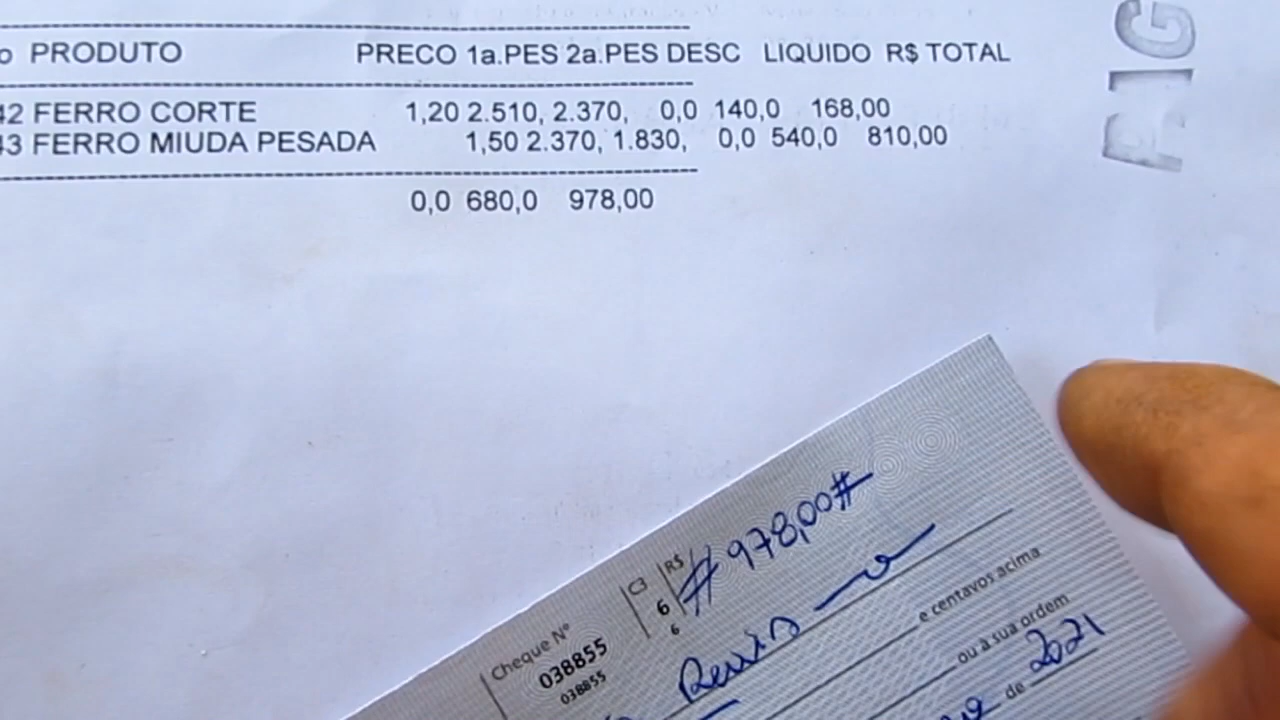 o PRODUTO PRECO 1a.PES 2a.PES DESC LIQUIDO R$ TOTAL
42 FERRO CORTE 1,20 2.510, 2.370, 0,0 140,0 168,00
43 FERRO MIUDA PESADA 1,50 2.370, 1.830, 0,0 540,0 810,00
0,0 680,0 978,00
PIG
Cheque Nº
038855
038855
C3
6
6
R$
# 978,00#
Reais
e centavos acima
ou à sua ordem
de 2021